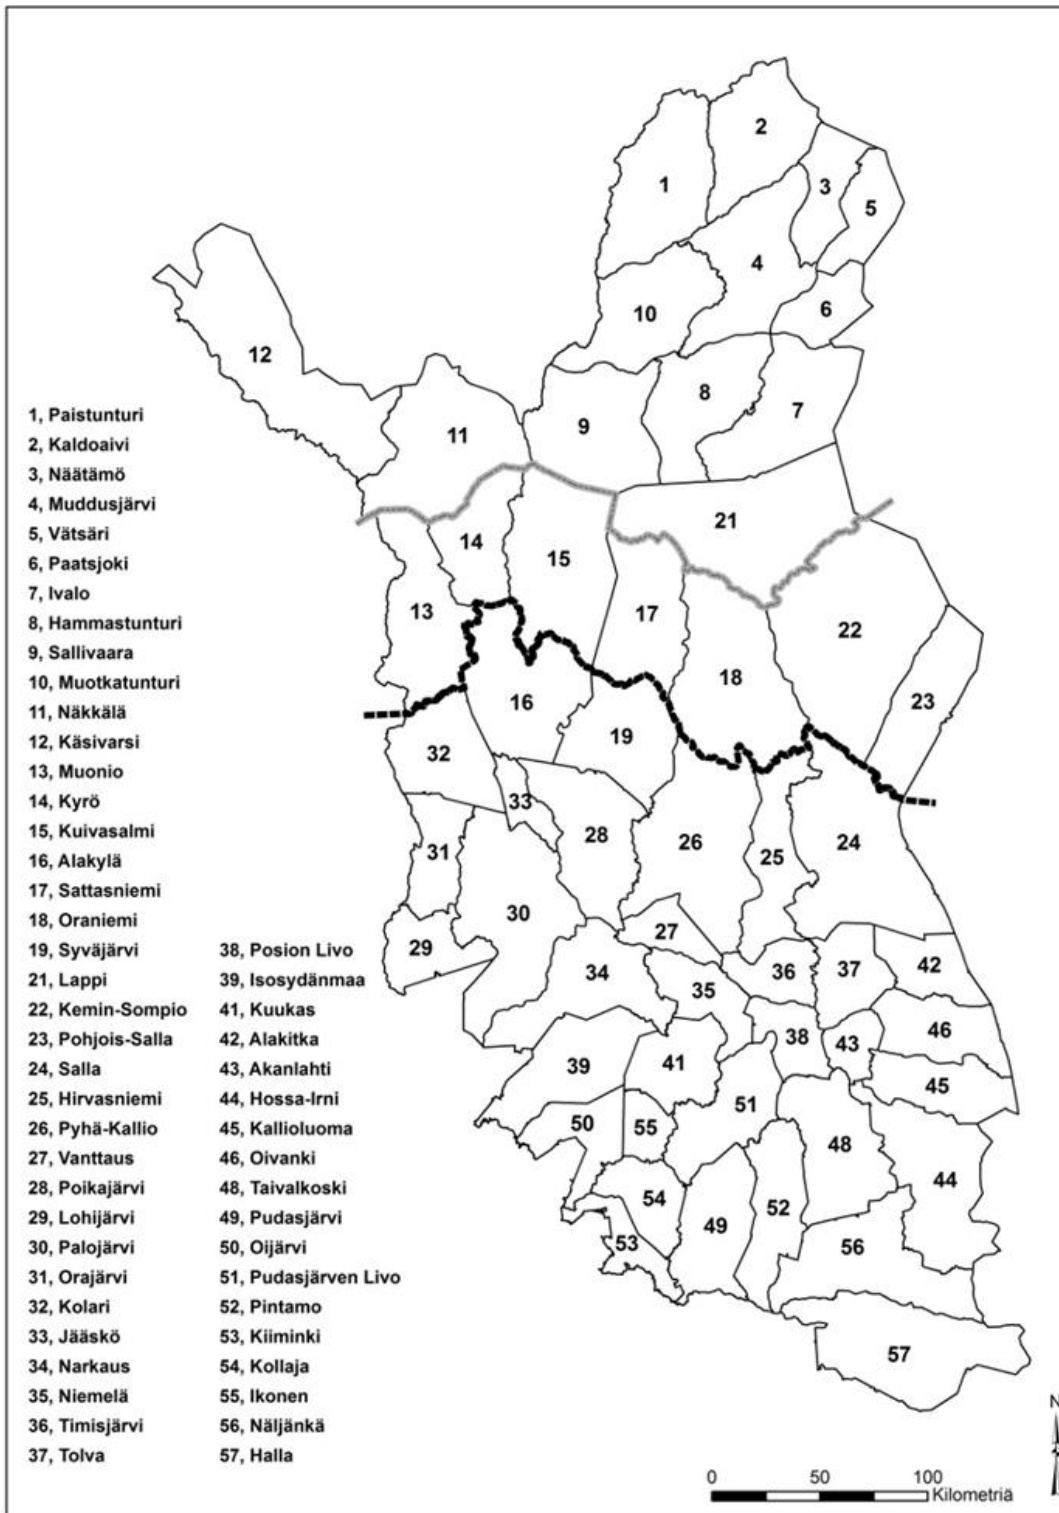 2
1
3
5
4
10
6
12
8
7
9
11
21
14
15
13
17
22
18
23
16
19
32
33
31
28
26
25
24
30
27
29
34
36
37
42
35
38
43
46
39
41
45
50
55
51
48
44
54
49
52
53
56
57
1, Paistunturi
2, Kaldoaivi
3, Näätämö
4, Muddusjärvi
5, Vätsäri
6, Paatsjoki
7, Ivalo
8, Hammastunturi
9, Sallivaara
10, Muotkatunturi
11, Näkkälä
12, Käsivarsi
13, Muonio
14, Kyrö
15, Kuivasalmi
16, Alakylä
17, Sattasniemi
18, Oraniemi
19, Syväjärvi
21, Lappi
22, Kemin-Sompio
23, Pohjois-Salla
24, Salla
25, Hirvasniemi
26, Pyhä-Kallio
27, Vanttaus
28, Poikajärvi
29, Lohijärvi
30, Palojärvi
31, Orajärvi
32, Kolari
33, Jääskö
34, Narkaus
35, Niemelä
36, Timisjärvi
37, Tolva
38, Posion Livo
39, Isosydänmaa
41, Kuukas
42, Alakitka
43, Akanlahti
44, Hossa-Irni
45, Kallioluoma
46, Oivanki
48, Taivalkoski
49, Pudasjärvi
50, Oijärvi
51, Pudasjärven Livo
52, Pintamo
53, Kiiminki
54, Kollaja
55, Ikonen
56, Näljänkä
57, Halla
N
0 50 100
Kilometriä